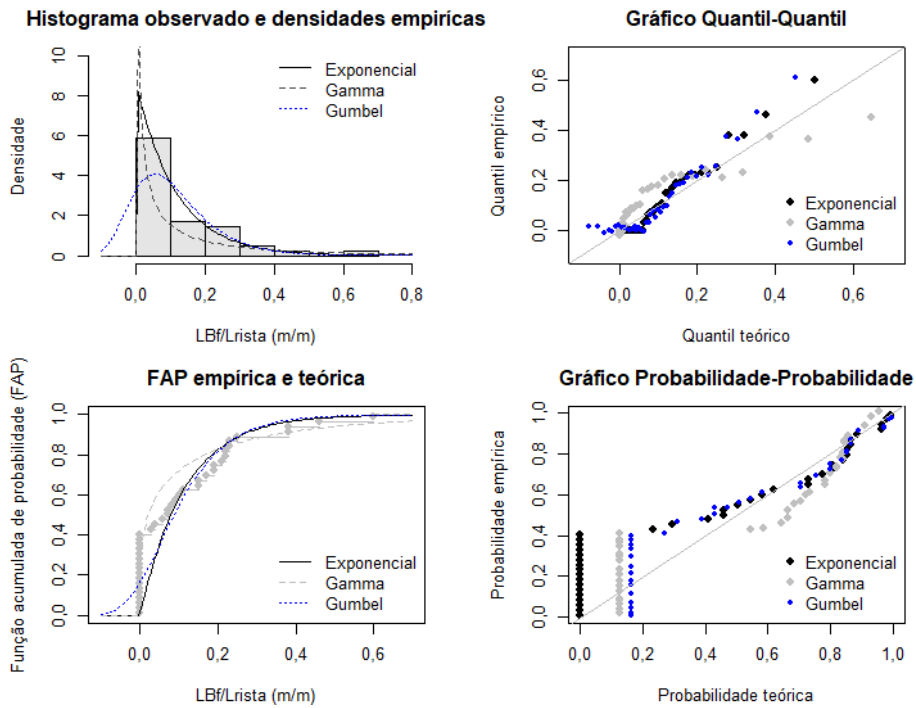 Histograma observado e densidades empirícas
Densidade
0 2 4 6 8 10
Exponencial
Gamma
Gumbel
0,0 0,2 0,4 0,6 0,8
LBf/Lrista (m/m)
Gráfico Quantil-Quantil
Quantil empírico
0,0 0,2 0,4 0,6
Exponencial
Gamma
Gumbel
0,0 0,2 0,4 0,6
Quantil teórico
FAP empírica e teórica
Função acumulada de probabilidade (FAP)
0,0 0,2 0,4 0,6 0,8 1,0
Exponencial
Gamma
Gumbel
0,0 0,2 0,4 0,6
LBf/Lrista (m/m)
Gráfico Probabilidade-Probabilidade
Probabilidade empírica
0,0 0,2 0,4 0,6 0,8 1,0
Exponencial
Gamma
Gumbel
0,0 0,2 0,4 0,6 0,8 1,0
Probabilidade teórica